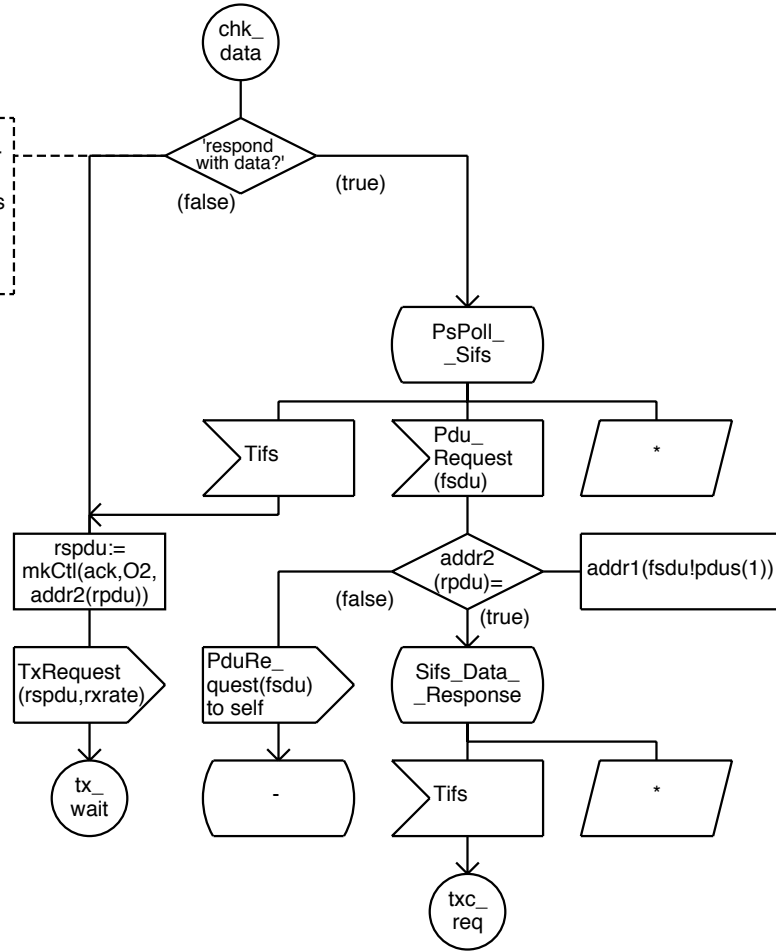 chk_
data
'respond
with data?'
s
(false)
(true)
PsPoll_
_Sifs
Tifs
Pdu_
Request
(fsdu)
*
rspdu:=
mkCtl(ack,O2,
addr2(rpdu))
addr2
(rpdu)=
addr1(fsdu!pdus(1))
(false)
(true)
TxRequest
(rspdu,rxrate)
PduRe_
quest(fsdu)
to self
Sifs_Data_
_Response
tx_
wait
-
Tifs
*
txc_
req